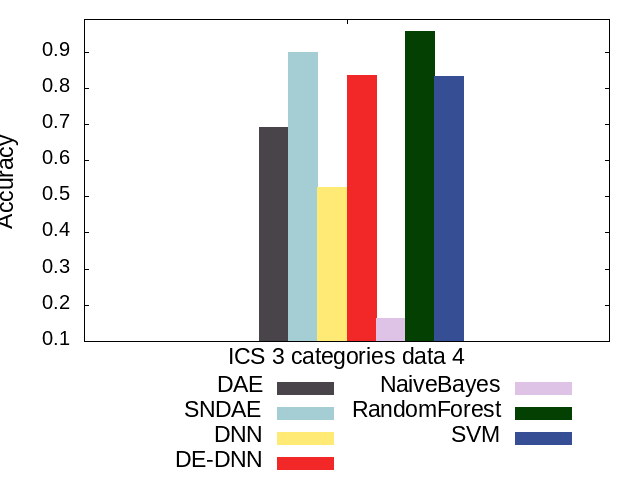 0.9
0.8
0.7
0.6
0.5
0.4
0.3
0.2
0.1
Accuracy
ICS 3 categories data 4
DAE
SNDAE
DNN
DE-DNN
NaiveBayes
RandomForest
SVM